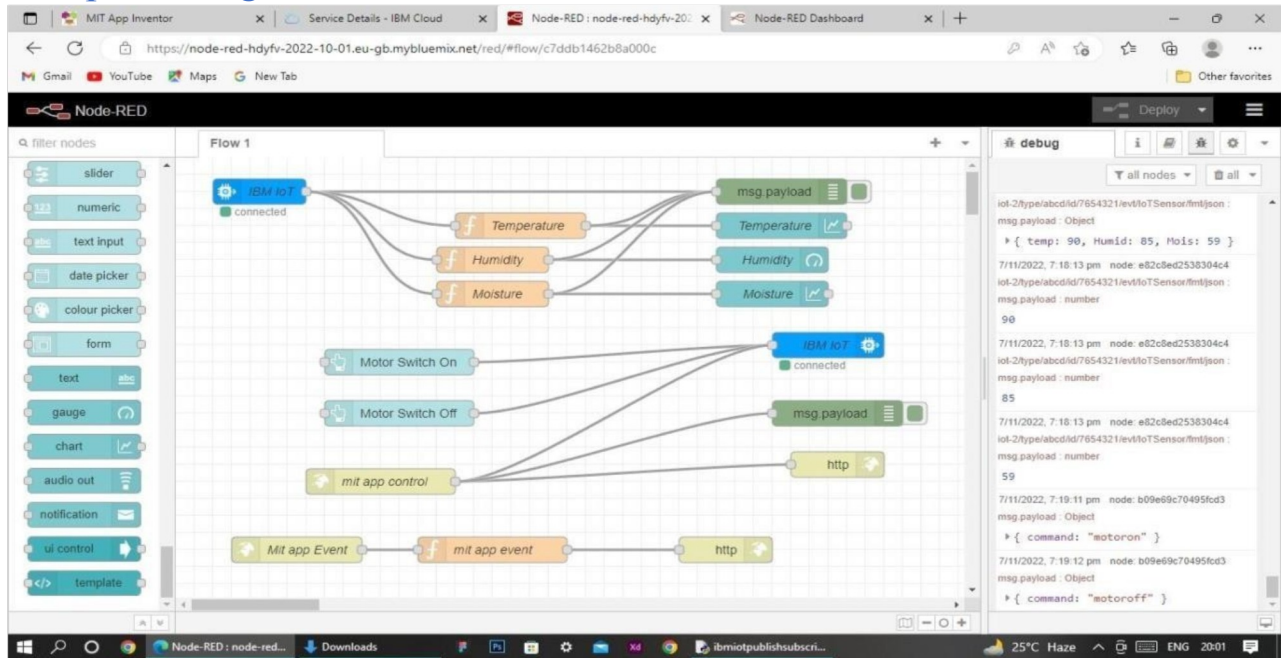 MIT App Inventor
Service Details - IBM Cloud
Node-RED : node-red-hdyfv-202
Node-RED Dashboard
https://node-red-hdyfv-2022-10-01.eu-gb.mybluemix.net/red/#flow/c7ddb1462b8a000c
Gmail YouTube Maps New Tab Other favorites
Node-RED Deploy
filter nodes
slider
numeric
text input
date picker
colour picker
form
text
gauge
chart
audio out
notification
ui control
template
Flow 1
IBM IoT
connected
Temperature
Humidity
Moisture
msg.payload
Temperature
Humidity
Moisture
Motor Switch On
Motor Switch Off
IBM IoT
connected
msg.payload
mit app control
http
Mit app Event
mit app event
http
debug
all nodes all
iot-2/type/abcd/id/7654321/evt/IoTSensor/fmt/json :
msg.payload : Object
{ temp: 90, Humid: 85, Mois: 59 }
7/11/2022, 7:18:13 pm node: e82c8ed2538304c4
iot-2/type/abcd/id/7654321/evt/IoTSensor/fmt/json :
msg.payload : number
90
7/11/2022, 7:18:13 pm node: e82c8ed2538304c4
iot-2/type/abcd/id/7654321/evt/IoTSensor/fmt/json :
msg.payload : number
85
7/11/2022, 7:18:13 pm node: e82c8ed2538304c4
iot-2/type/abcd/id/7654321/evt/IoTSensor/fmt/json :
msg.payload : number
59
7/11/2022, 7:19:11 pm node: b09e69c70495fcd3
msg.payload : Object
{ command: "motoron" }
7/11/2022, 7:19:12 pm node: b09e69c70495fcd3
msg.payload : Object
{ command: "motoroff" }
Node-RED : node-red... Downloads ibmiotpublishsubscri... 25°C Haze ENG 20:01